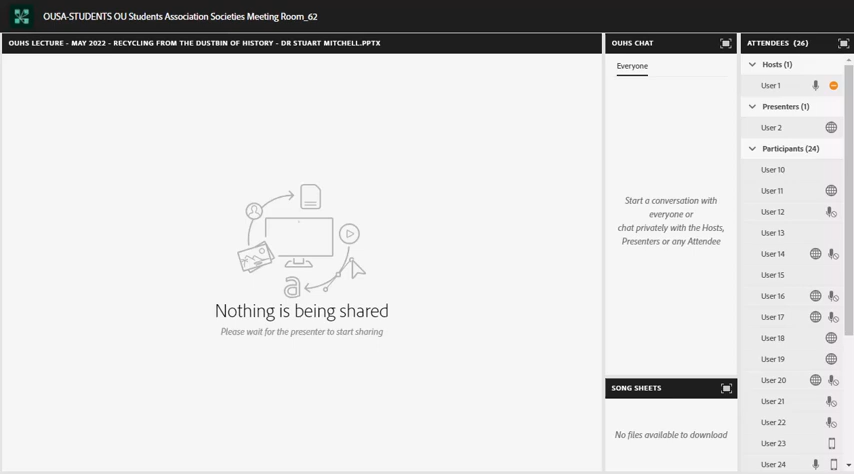 OUSA-STUDENTS OU Students Association Societies Meeting Room_62
OUHS LECTURE - MAY 2022 - RECYCLING FROM THE DUSTBIN OF HISTORY - DR STUART MITCHELL.PPTX
a
Nothing is being shared
Please wait for the presenter to start sharing
OUHS CHAT
Everyone
Start a conversation with
everyone or
chat privately with the Hosts,
Presenters or any Attendee
SONG SHEETS
No files available to download
ATTENDEES (26)
Hosts (1)
User 1
Presenters (1)
User 2
Participants (24)
User 10
User 11
User 12
User 13
User 14
User 15
User 16
User 17
User 18
User 19
User 20
User 21
User 22
User 23
User 24